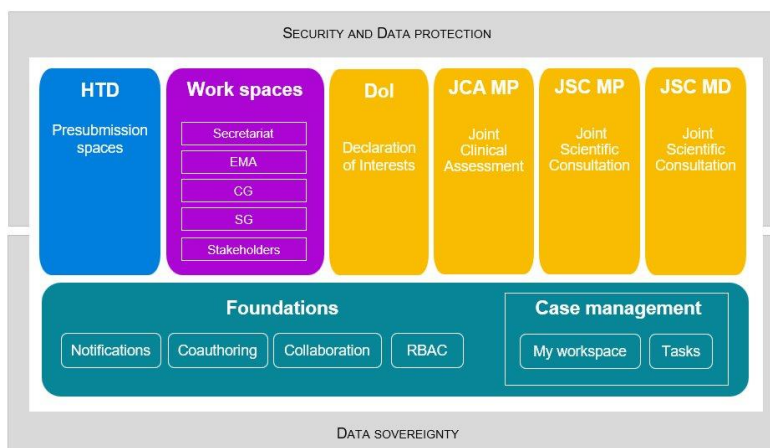 SECURITY AND DATA PROTECTION
HTD
Presubmission
spaces
Work spaces
Secretariat
EMA
CG
SG
Stakeholders
DoI
Declaration
of Interests
JCA MP
Joint
Clinical
Assessment
JSC MP
Joint
Scientific
Consultation
JSC MD
Joint
Scientific
Consultation
Foundations
Notifications
Coauthoring
Collaboration
RBAC
Case management
My workspace
Tasks
DATA SOVEREIGNTY